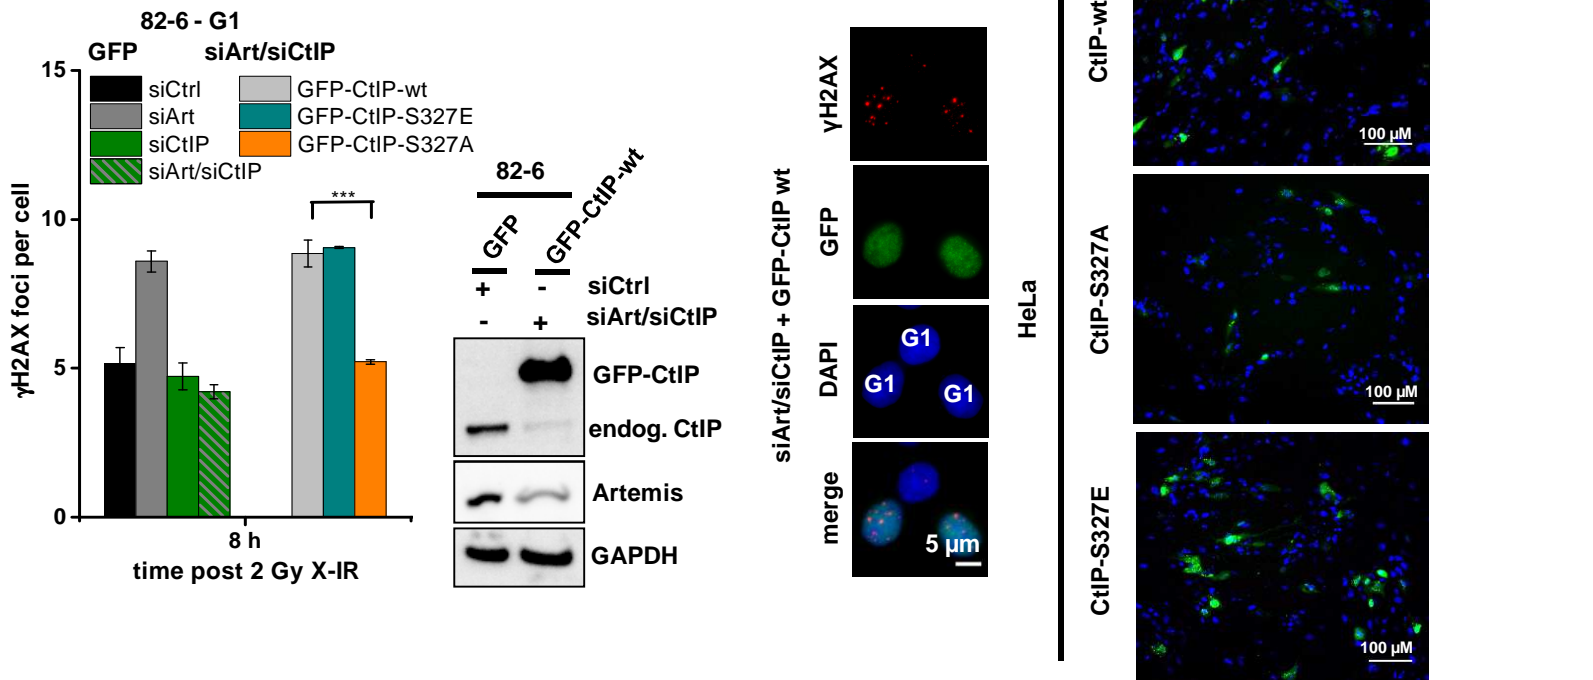 82-6 - G1
GFP siArt/siCtIP
siCtrl
siArt
siCtIP
siArt/siCtIP
GFP-CtIP-wt
GFP-CtIP-S327E
GFP-CtIP-S327A
15
10
5
0
γH2AX foci per cell
***
8 h
time post 2 Gy X-IR
82-6
GFP
GFP-CtIP-wt
+ - siCtrl
- + siArt/siCtIP
GFP-CtIP
endog. CtIP
Artemis
GAPDH
siArt/siCtIP + GFP-CtIP wt
γH2AX
GFP
DAPI
merge
G1
G1
G1
5 µm
HeLa
CtIP-wt
CtIP-S327A
CtIP-S327E
100 µM
100 µM
100 µM